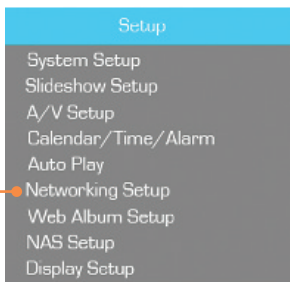 Setup
System Setup
Slideshow Setup
A/V Setup
Calendar/Time/Alarm
Auto Play
Networking Setup
Web Album Setup
NAS Setup
Display Setup